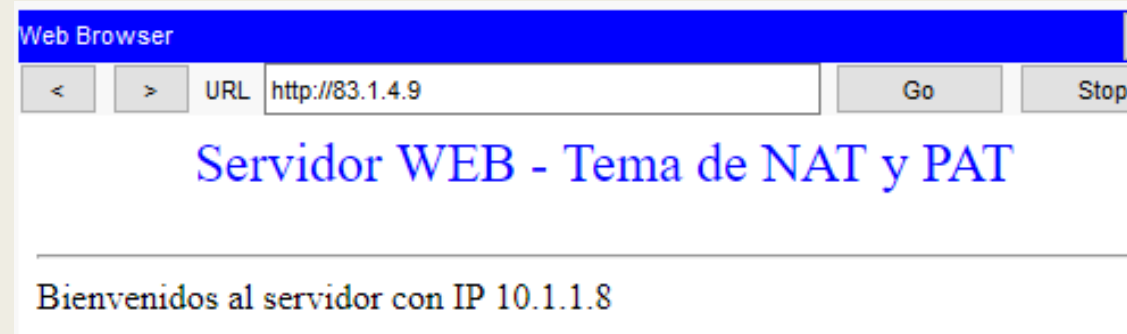 Web Browser
< > URL http://83.1.4.9 Go Stop
Servidor WEB - Tema de NAT y PAT
Bienvenidos al servidor con IP 10.1.1.8